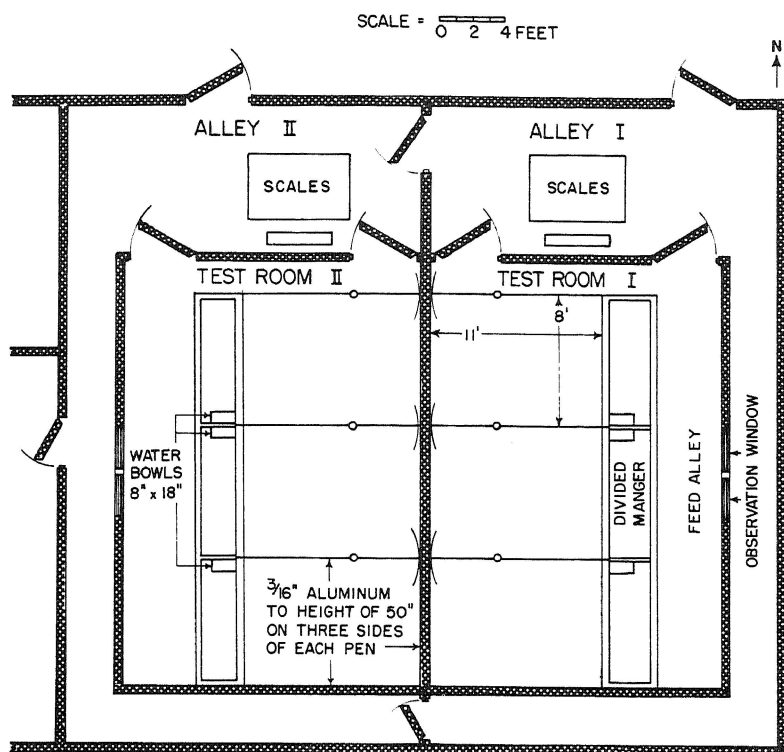 SCALE =
0 2 4 FEET
N
ALLEY II
ALLEY I
SCALES
SCALES
TEST ROOM II
TEST ROOM I
8'
11'
WATER
BOWLS
8" x 18"
DIVIDED
MANGER
FEED ALLEY
OBSERVATION WINDOW
3/16" ALUMINUM
TO HEIGHT OF 50"
ON THREE SIDES
OF EACH PEN